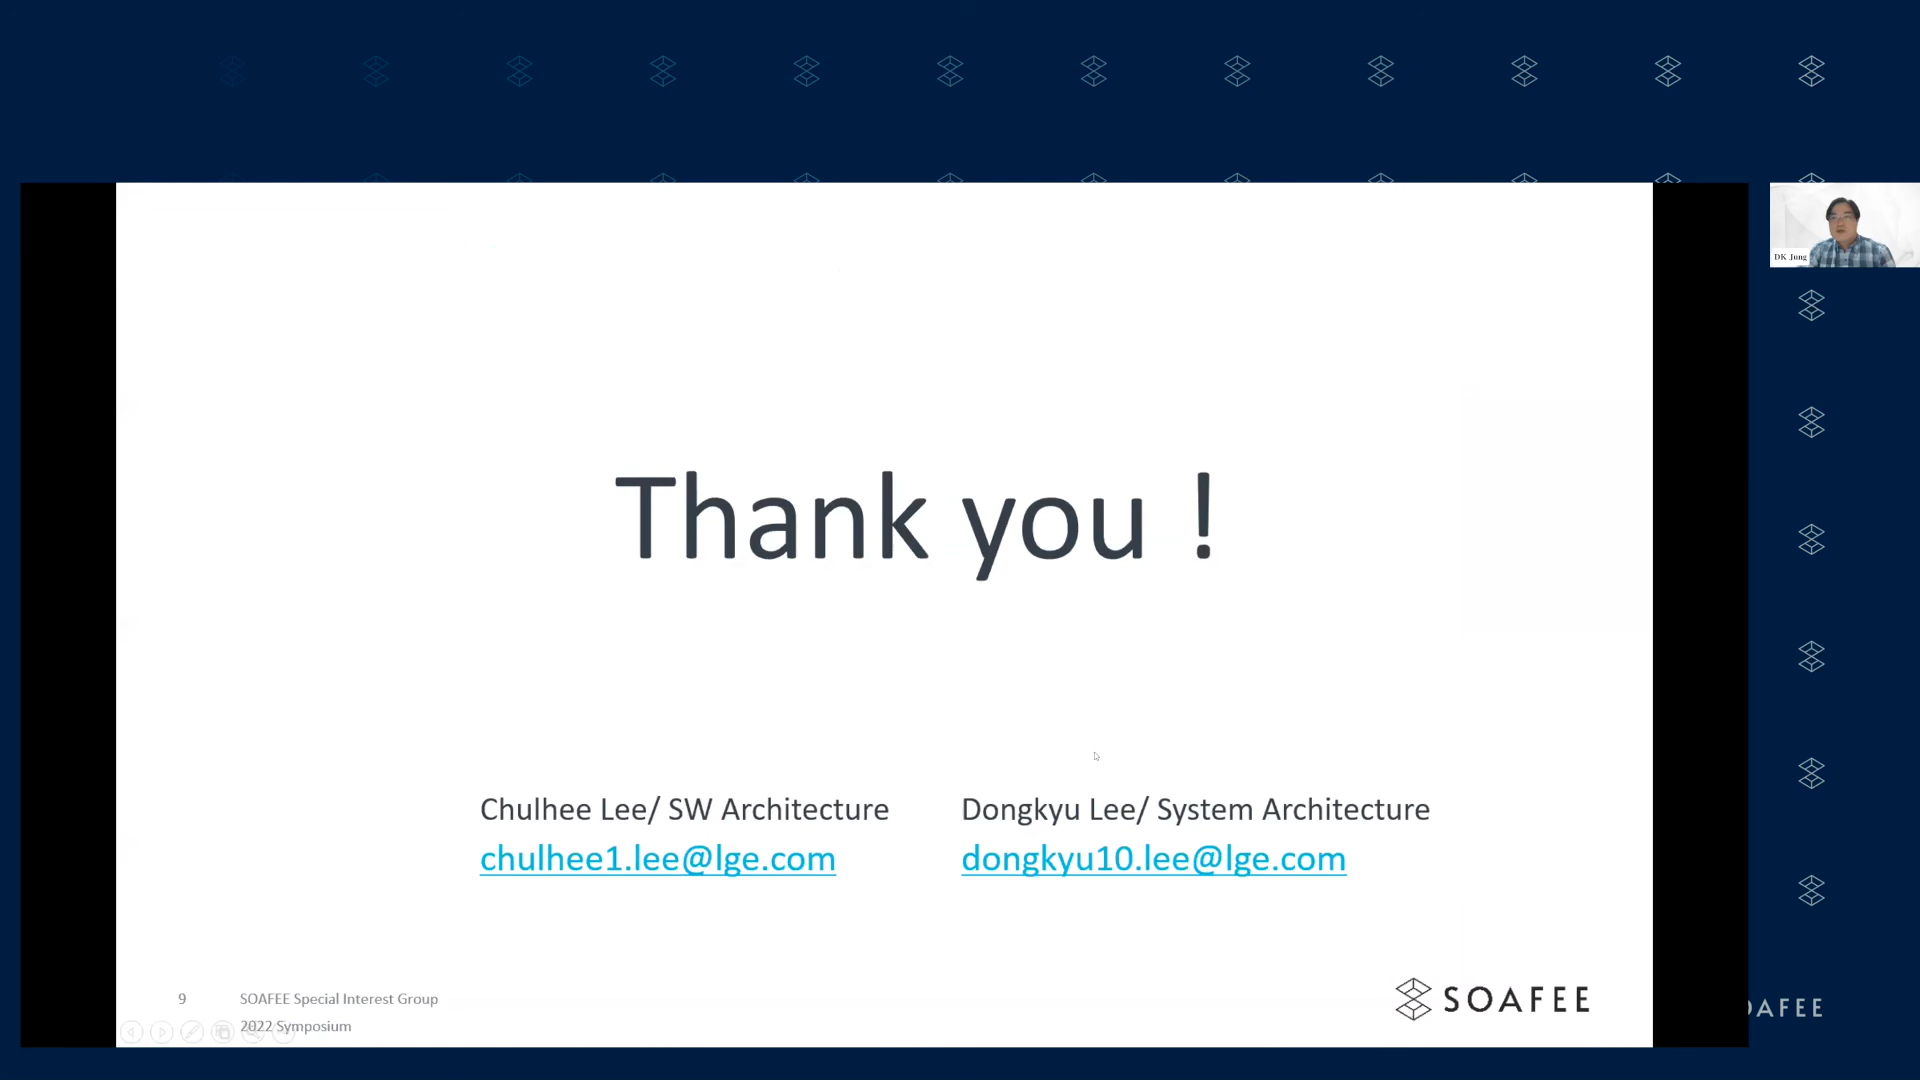 DK Jung
Thank you !
Chulhee Lee/ SW Architecture
chulhee1.lee@lge.com
Dongkyu Lee/ System Architecture
dongkyu10.lee@lge.com
9
SOAFEE Special Interest Group
2022 Symposium
SOAFEE
AFEE